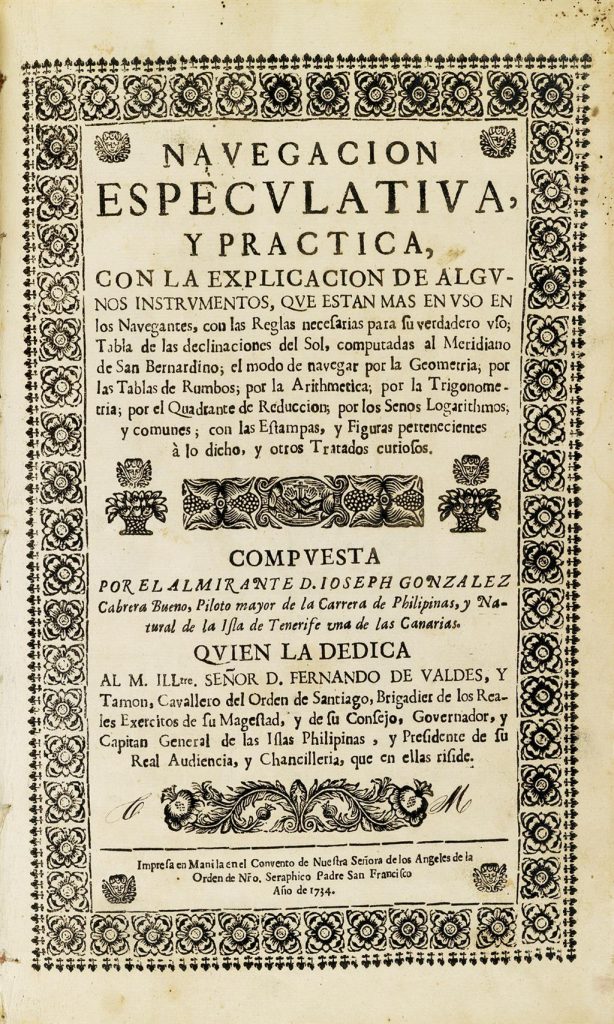 NAVEGACION
ESPECVLATIVA,
Y PRACTICA,
CON LA EXPLICACION DE ALGV-
NOS INSTRVMENTOS, QVE ESTAN MAS EN VSO EN
los Navegantes, con las Reglas necesarias para su verdadero vso;
Tabla de las declinaciones del Sol, computadas al Meridiano
de San Bernardino; el modo de navegar por la Geometria; por
las Tablas de Rumbos; por la Arithmetica; por la Trigonome-
tria; por el Quadrante de Reduccion; por los Senos Logarithmos,
y comunes; con las Estampas, y Figuras pertenecientes
à lo dicho, y otros Tratados curiosos.
COMPVESTA
POR EL ALMIRANTE D. IOSEPH GONZALEZ
Cabrera Bueno, Piloto mayor de la Carrera de Philipinas, y Na-
tural de la Isla de Tenerife vna de las Canarias.
QVIEN LA DEDICA
AL M. ILLtre. SEÑOR D. FERNANDO DE VALDES, Y
Tamon, Cavallero del Orden de Santiago, Brigadier de los Rea-
les Exercitos de su Magestad, y de su Consejo, Governador, y
Capitan General de las Islas Philipinas, y Presidente de su
Real Audiencia, y Chancilleria, que en ellas riside.
M
Impresa en Manila en el Convento de Nuestra Señora de los Angeles de la
Orden de Nro. Seraphico Padre San Francisco
Año de 1734.